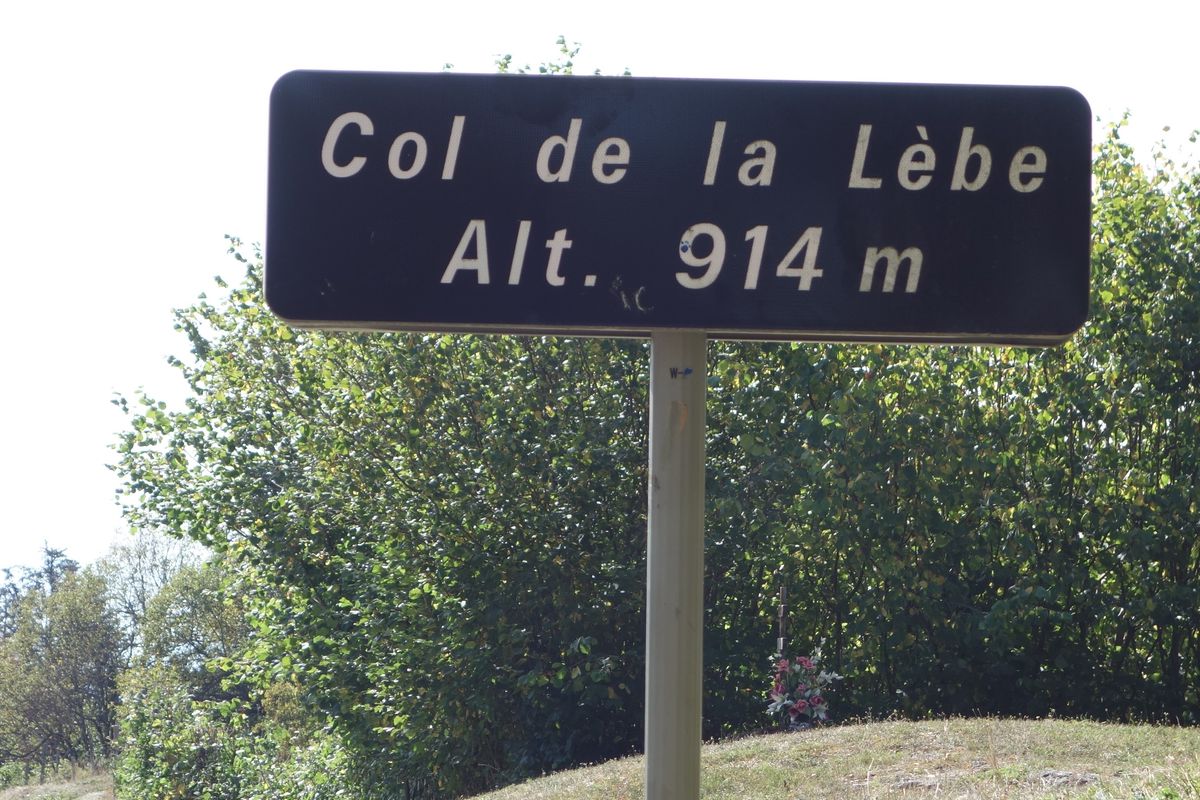 Col de la Lèbe
Alt. 914 m